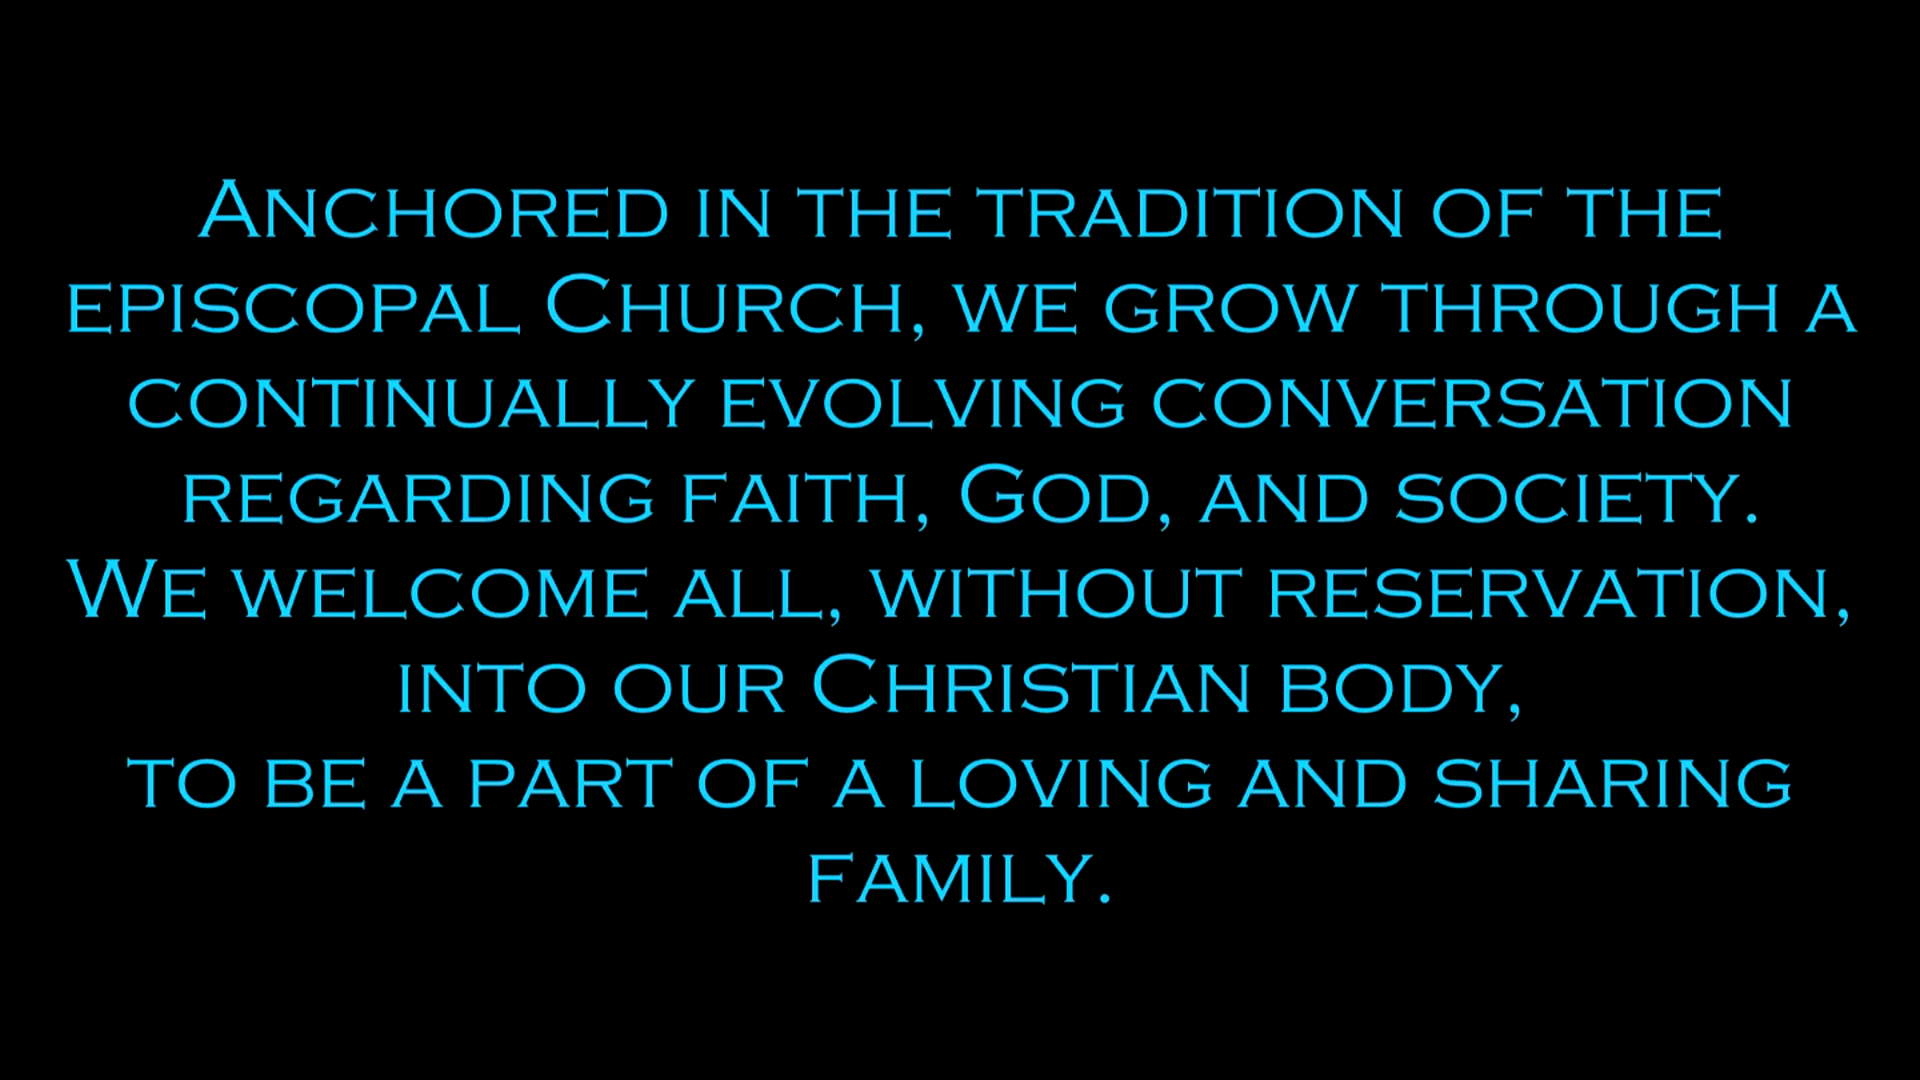 Anchored in the tradition of the
episcopal Church, we grow through a
continually evolving conversation
regarding faith, God, and society.
We welcome all, without reservation,
into our Christian body,
to be a part of a loving and sharing
family.